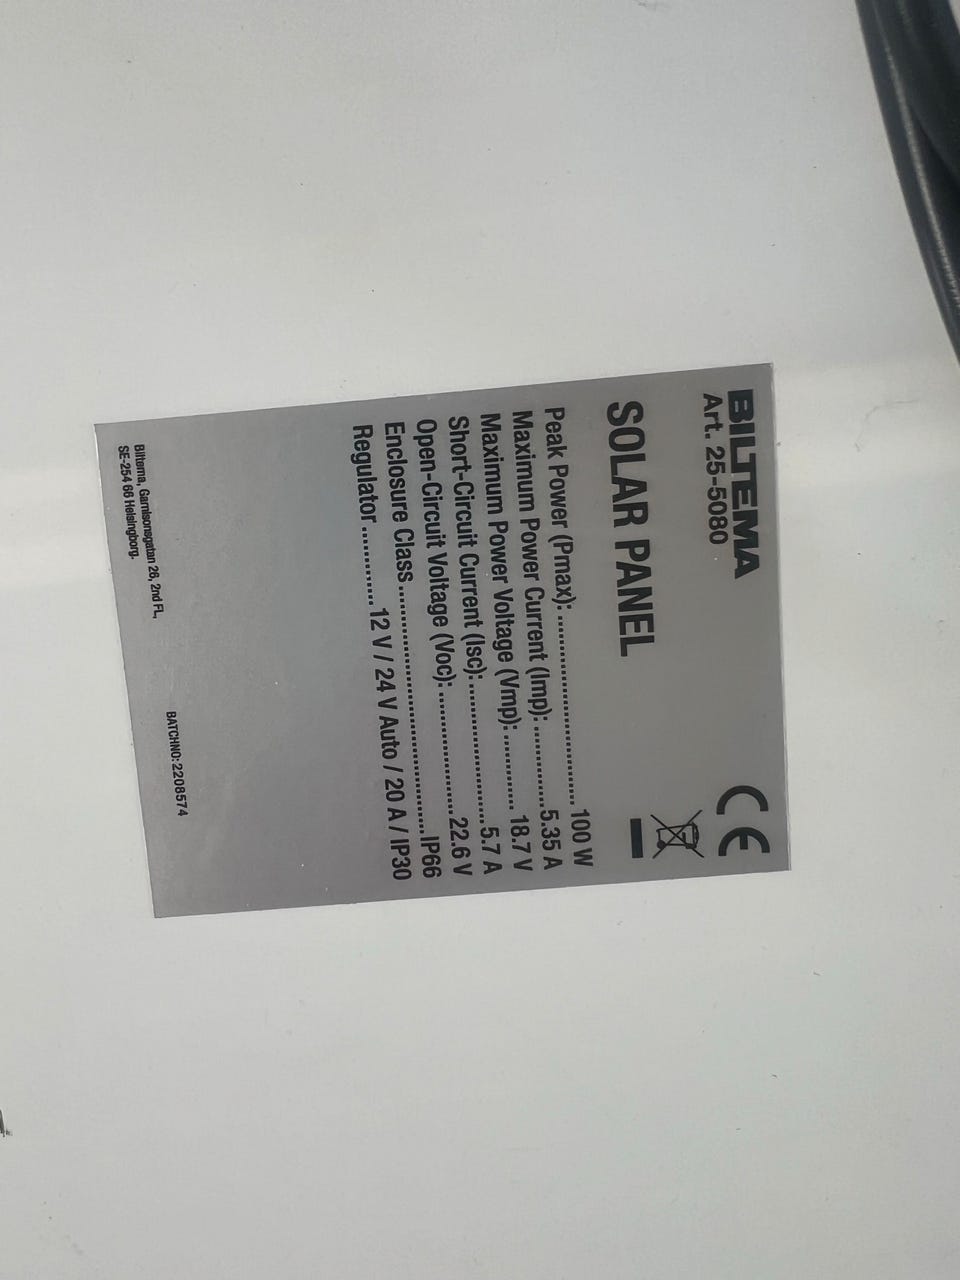 BILTEMA
Art. 25-5080
CE
SOLAR PANEL
Peak Power (Pmax): ........................ 100 W
Maximum Power Current (Imp): ............ 5.35 A
Maximum Power Voltage (Vmp): ............ 18.7 V
Short-Circuit Current (Isc): ...................... 5.7 A
Open-Circuit Voltage (Voc): .................... 22.6 V
Enclosure Class ........................................ IP66
Regulator ............. 12 V / 24 V Auto / 20 A / IP30
Biltema, Garnisonsgatan 26, 2nd FL,
SE-254 66 Helsingborg.
BATCHNO: 2208574